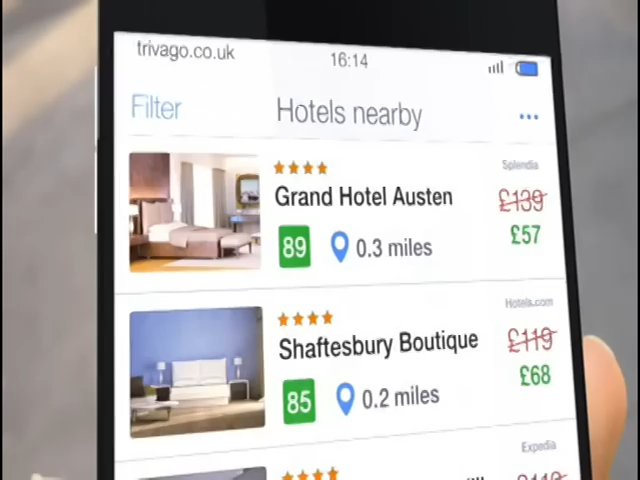 trivago.co.uk 16:14
Filter Hotels nearby ...
Splendia
Grand Hotel Austen £139
89 0.3 miles £57
Hotels.com
Shaftesbury Boutique £119
85 0.2 miles £68
Expedia